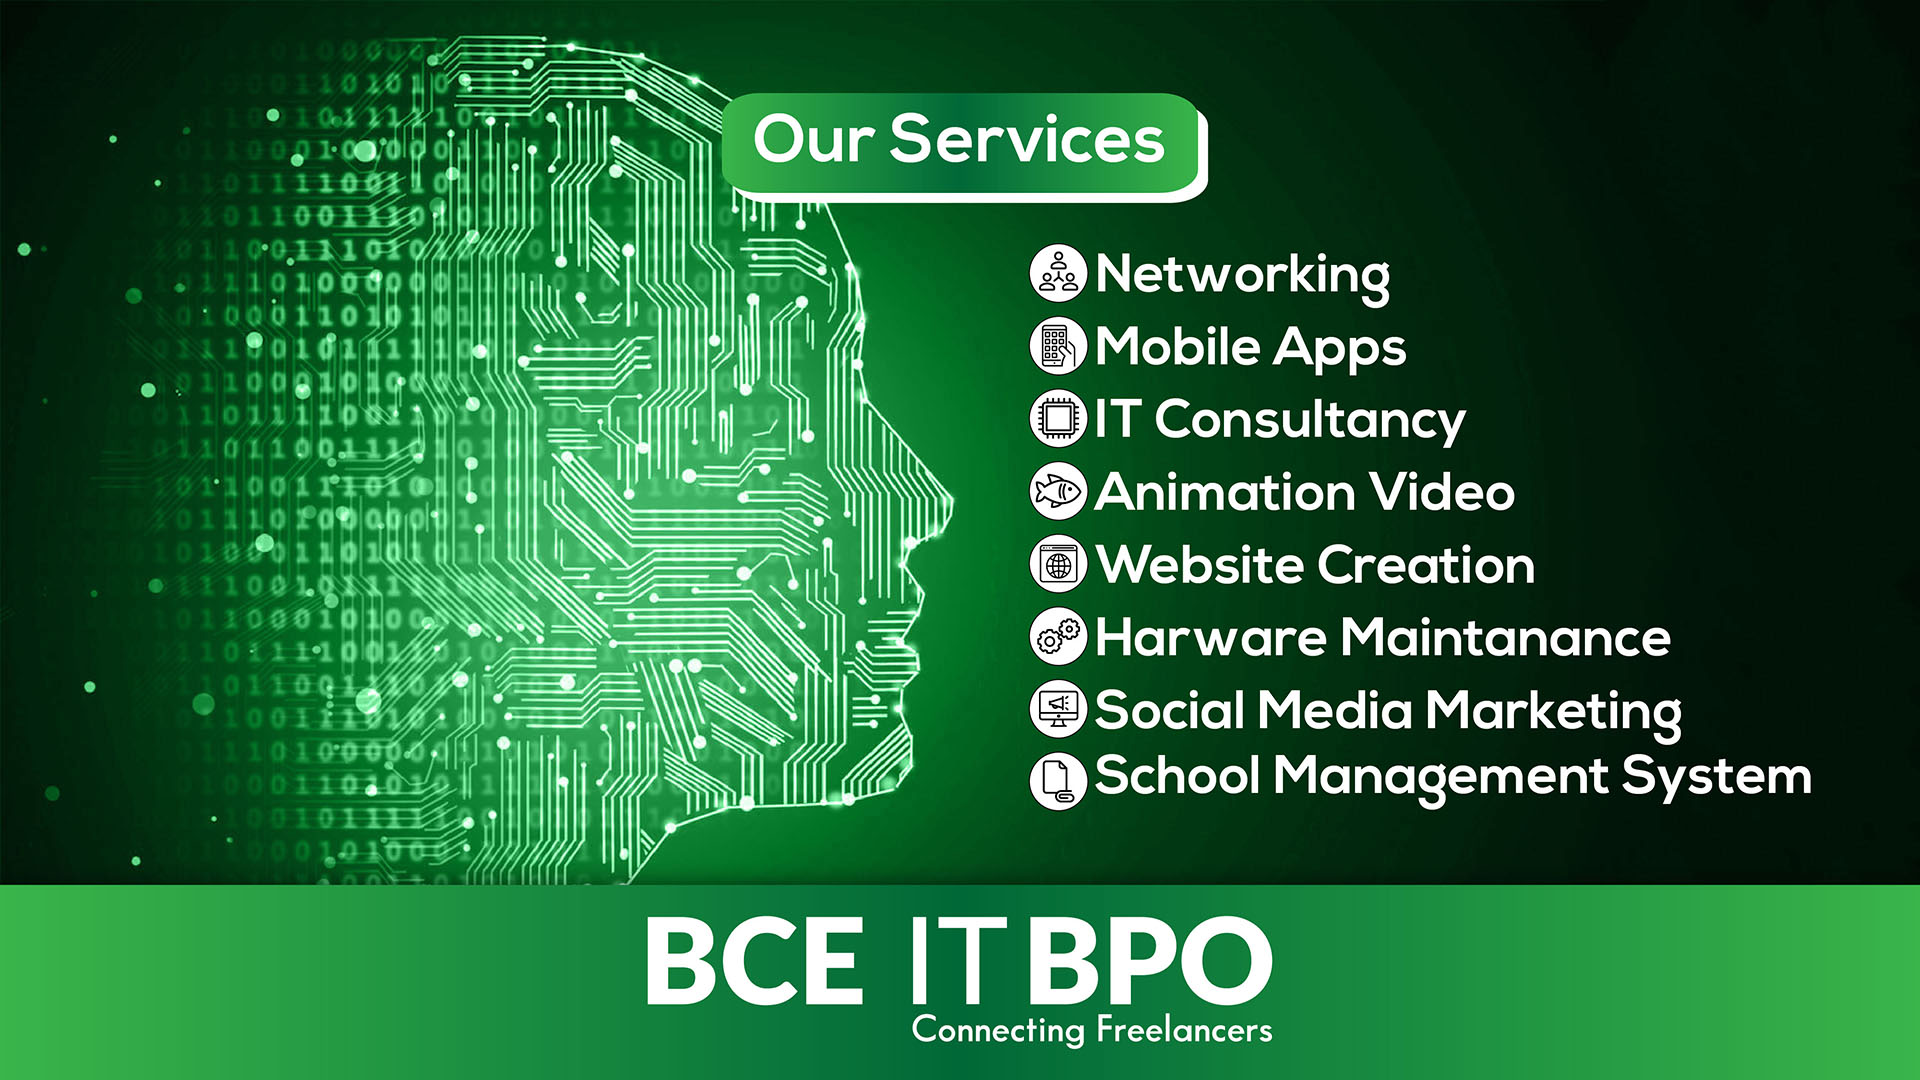 Our Services
Networking
Mobile Apps
IT Consultancy
Animation Video
Website Creation
Harware Maintanance
Social Media Marketing
School Management System
BCE IT BPO
Connecting Freelancers